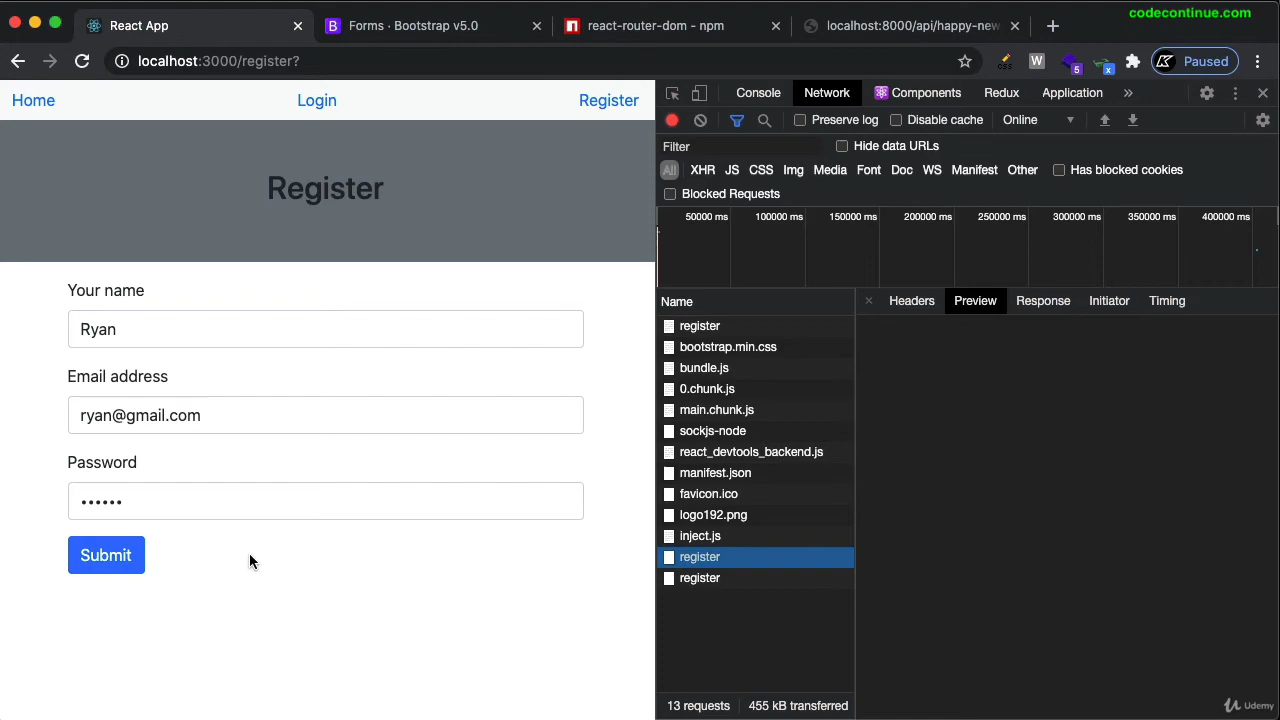 codecontinue.com
React App
B Forms · Bootstrap v5.0
react-router-dom - npm
localhost:8000/api/happy-new
localhost:3000/register?
W
5
x
Paused
Home
Login
Register
Register
Your name
Ryan
Email address
ryan@gmail.com
Password
••••••
Submit
Console
Network
Components
Redux
Application
»
Preserve log
Disable cache
Online
Filter
Hide data URLs
All
XHR
JS
CSS
Img
Media
Font
Doc
WS
Manifest
Other
Has blocked cookies
Blocked Requests
50000 ms
100000 ms
150000 ms
200000 ms
250000 ms
300000 ms
350000 ms
400000 ms
Name
Headers
Preview
Response
Initiator
Timing
register
bootstrap.min.css
bundle.js
0.chunk.js
main.chunk.js
sockjs-node
react_devtools_backend.js
manifest.json
favicon.ico
logo192.png
inject.js
register
register
13 requests
455 kB transferred
Udemy